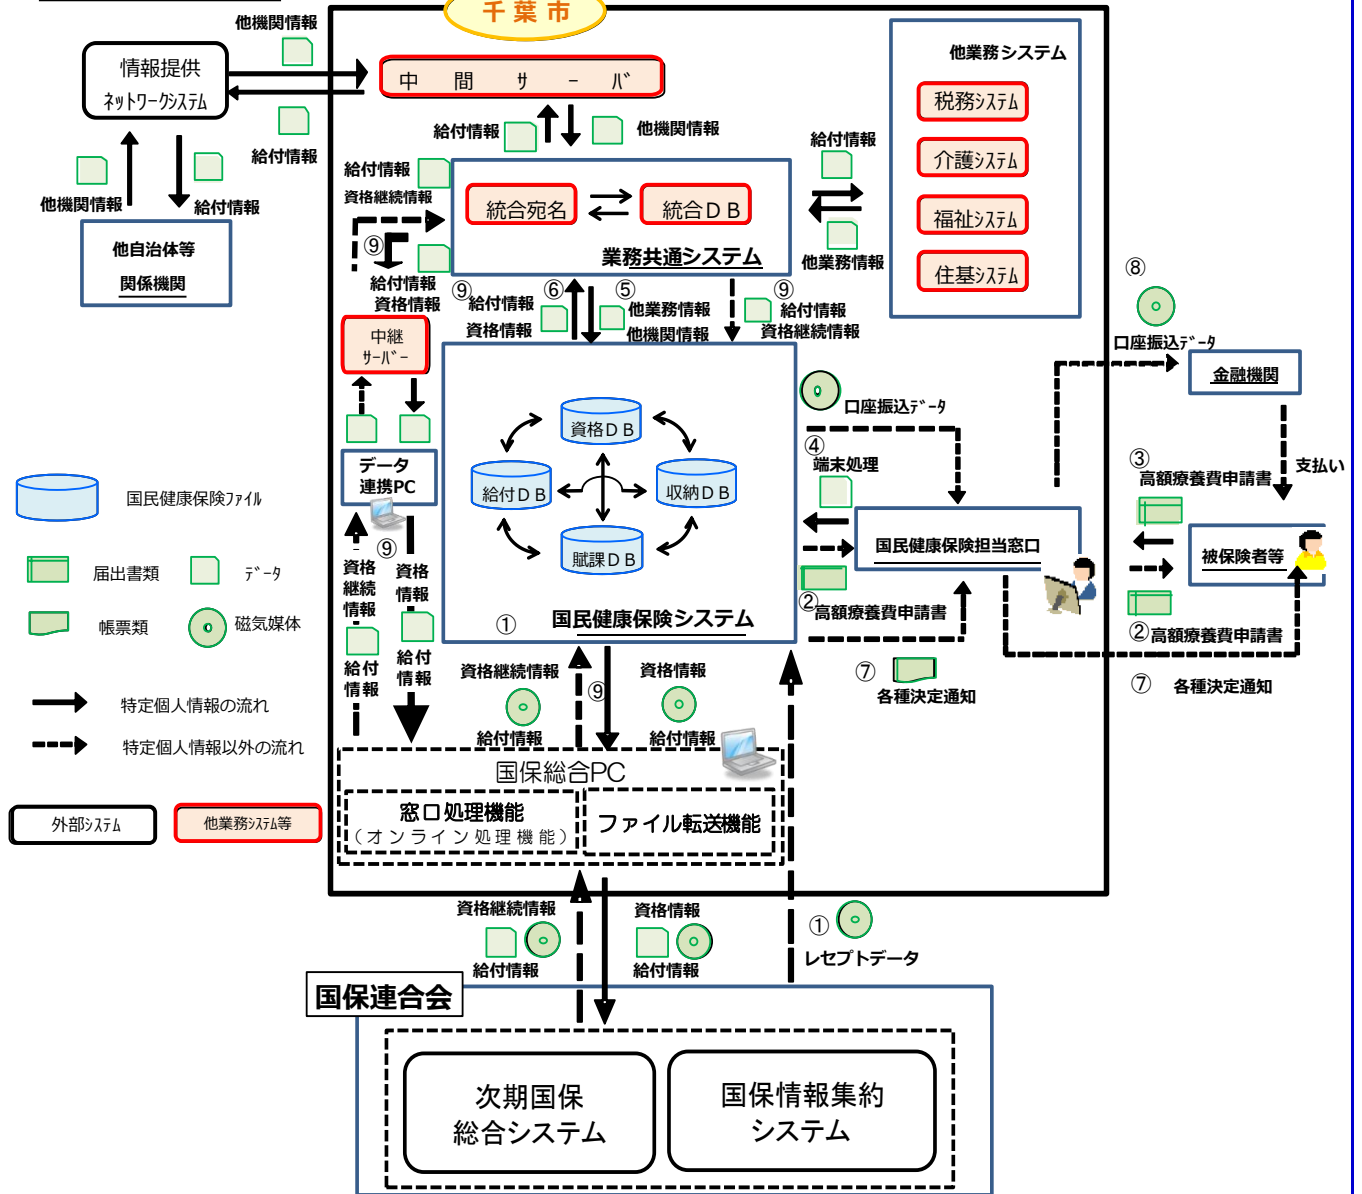 千 葉 市
他機関情報
情報提供
ネットワークシステム
中 間 サ － バ
他業務システム
税務システム
介護システム
福祉システム
住基システム
給付情報
他機関情報
給付情報
給付情報
他機関情報
給付情報
他自治体等
関係機関
給付情報
資格継続情報
統合宛名
統合ＤＢ
業務共通システム
給付情報
他業務情報
⑨
給付情報
資格情報
⑨
給付情報
資格情報
⑥
⑤
他業務情報
他機関情報
⑨
給付情報
資格継続情報
⑧
口座振込データ
金融機関
支払い
中継
サーバー
データ
連携PC
資格ＤＢ
給付ＤＢ
収納ＤＢ
賦課ＤＢ
①
国民健康保険システム
口座振込データ
④
端末処理
国民健康保険担当窓口
②
高額療養費申請書
③
高額療養費申請書
被保険者等
②
高額療養費申請書
⑦
各種決定通知
⑦
各種決定通知
国民健康保険ファイル
届出書類
データ
帳票類
磁気媒体
特定個人情報の流れ
特定個人情報以外の流れ
外部システム
他業務システム等
資格
継続
情報
給付
情報
⑨
資格
情報
給付
情報
資格継続情報
給付情報
⑨
資格情報
給付情報
国保総合PC
窓口処理機能
（オンライン処理機能）
ファイル転送機能
資格継続情報
給付情報
資格情報
給付情報
①
レセプトデータ
国保連合会
次期国保
総合システム
国保情報集約
システム